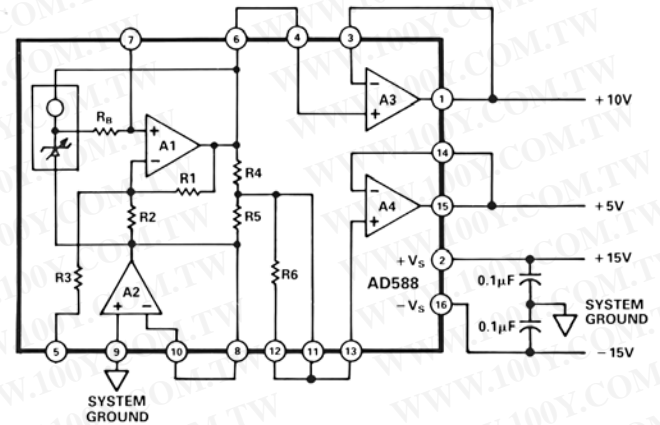 7
6
4
3
RB
A1
R1
R2
R3
A2
R4
R5
R6
A3
A4
1
+10V
14
15
+5V
+VS
2
+15V
AD588
-VS
16
0.1µF
0.1µF
SYSTEM
GROUND
-15V
5
9
10
8
12
11
13
SYSTEM
GROUND
WWW.100Y.COM.TW